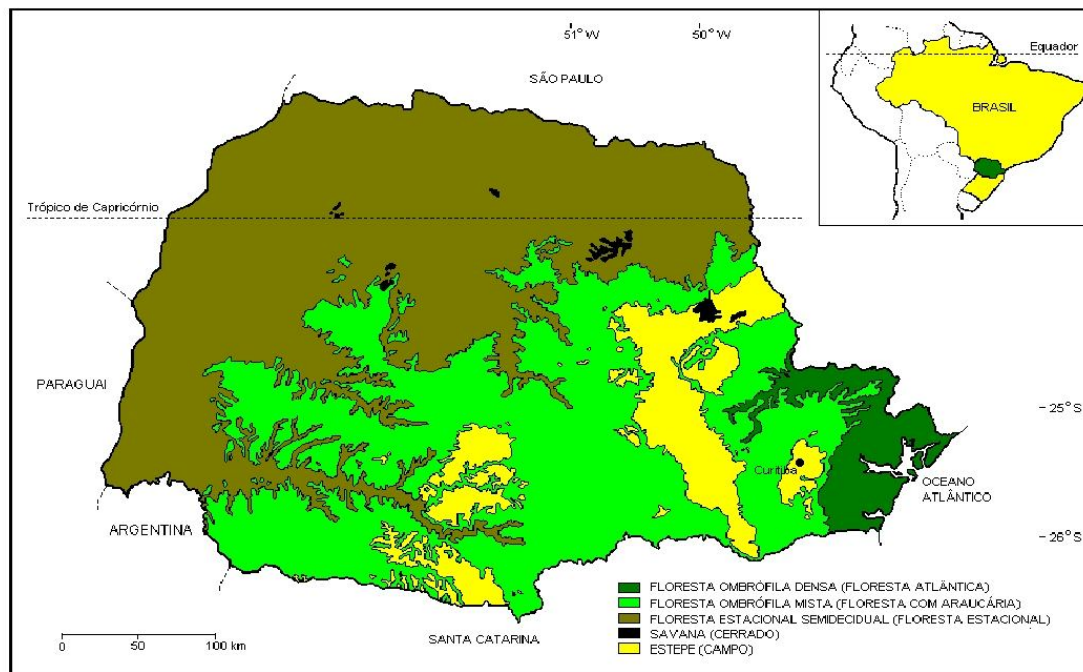 51° W
50° W
SÃO PAULO
Equador
BRASIL
Trópico de Capricórnio
PARAGUAI
25° S
Curitiba
OCEANO
ATLÂNTICO
ARGENTINA
26° S
FLORESTA OMBRÓFILA DENSA (FLORESTA ATLÂNTICA)
FLORESTA OMBRÓFILA MISTA (FLORESTA COM ARAUCÁRIA)
FLORESTA ESTACIONAL SEMIDECIDUAL (FLORESTA ESTACIONAL)
SAVANA (CERRADO)
ESTEPE (CAMPO)
SANTA CATARINA
0 50 100 km